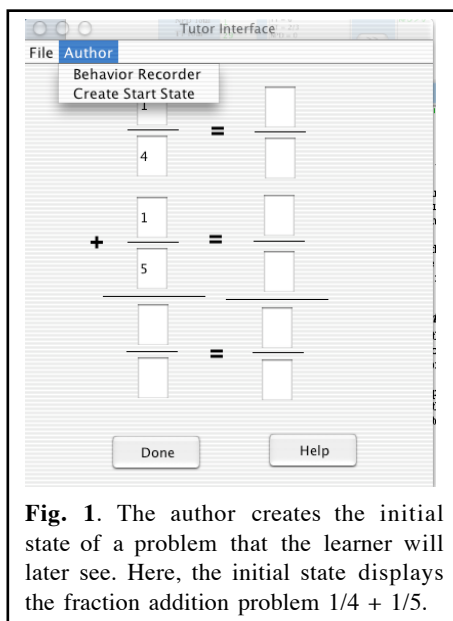 Tutor Interface
File Author
Behavior Recorder
Create Start State
1
=
4
1
+ =
5
=
Done Help
Fig. 1. The author creates the initial
state of a problem that the learner will
later see. Here, the initial state displays
the fraction addition problem 1/4 + 1/5.